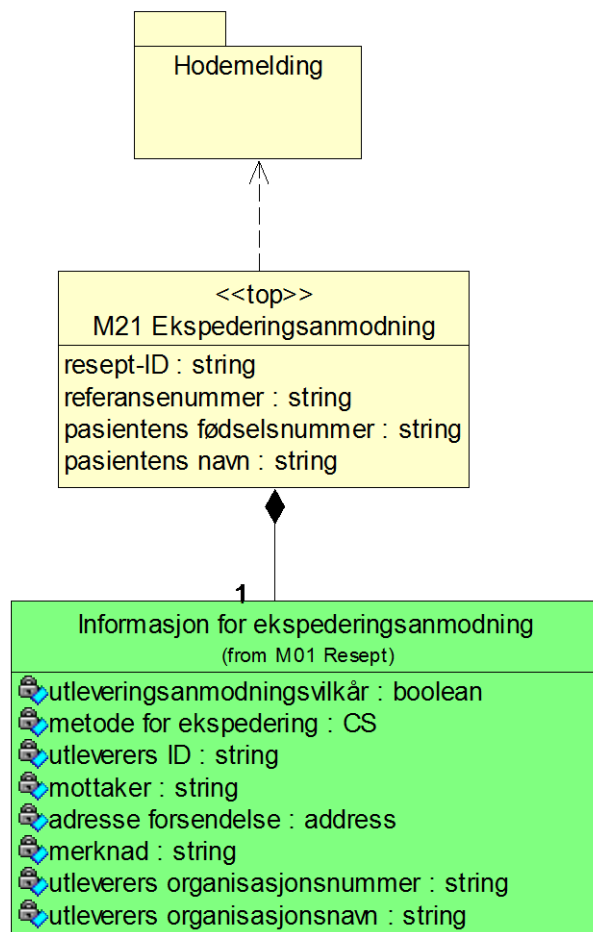 Hodemelding
<<top>>
M21 Ekspederingsanmodning
resept-ID : string
referansenummer : string
pasientens fødselsnummer : string
pasientens navn : string
1
Informasjon for ekspederingsanmodning
(from M01 Resept)
utleveringsanmodningsvilkår : boolean
metode for ekspedering : CS
utleverers ID : string
mottaker : string
adresse forsendelse : address
merknad : string
utleverers organisasjonsnummer : string
utleverers organisasjonsnavn : string